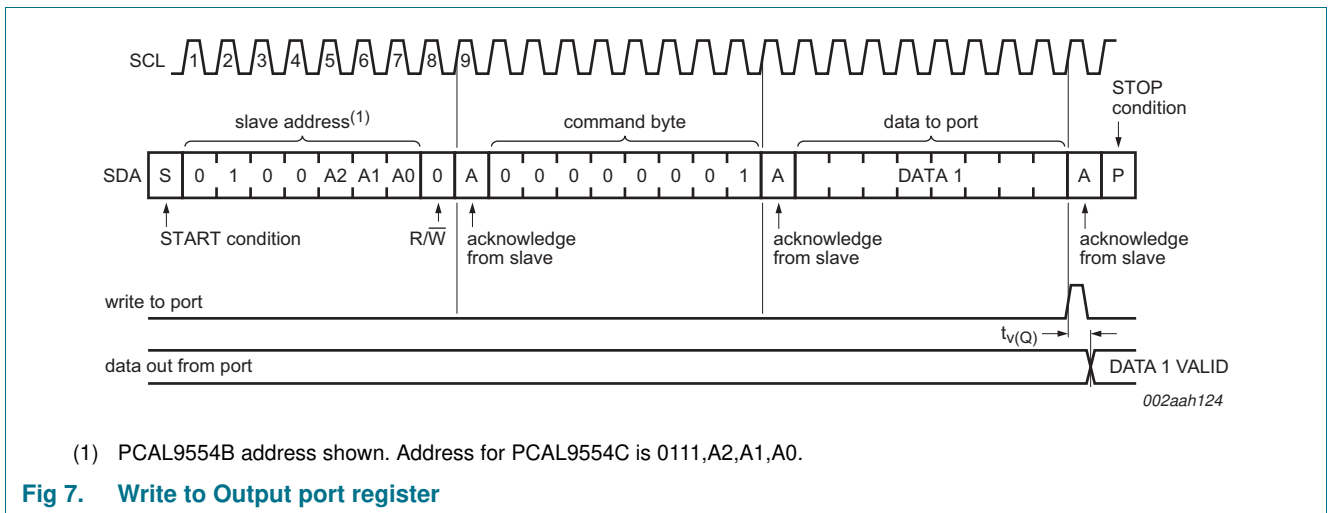 SCL 1 2 3 4 5 6 7 8 9
STOP
condition
slave address(1) command byte data to port
SDA S 0 1 0 0 A2 A1 A0 0 A 0 0 0 0 0 0 0 1 A DATA 1 A P
START condition R/W̅ acknowledge
from slave acknowledge
from slave acknowledge
from slave
write to port
tv(Q)
data out from port DATA 1 VALID
002aah124
(1) PCAL9554B address shown. Address for PCAL9554C is 0111,A2,A1,A0.
Fig 7. Write to Output port register